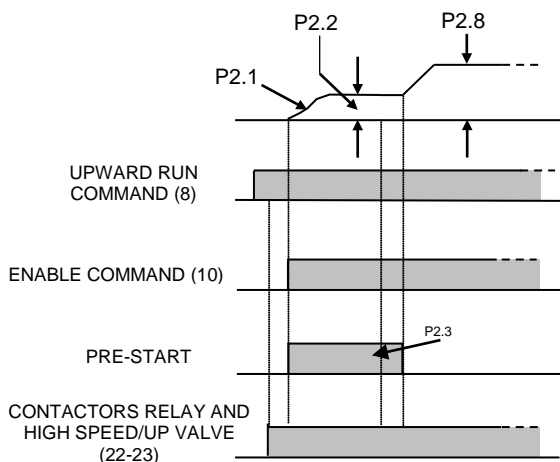 P2.8
P2.2
P2.1
UPWARD RUN
COMMAND (8)
ENABLE COMMAND (10)
P2.3
PRE-START
CONTACTORS RELAY AND
HIGH SPEED/UP VALVE
(22-23)